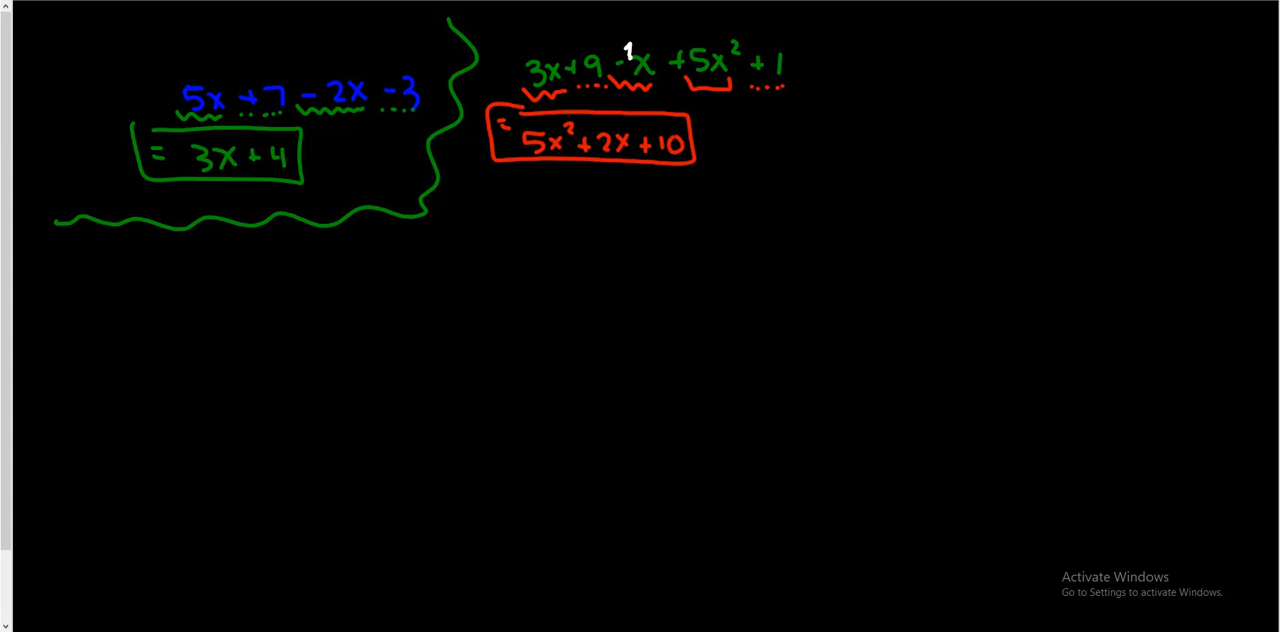 5x + 7 - 2x - 3
= 3x + 4
3x + 9 - 1x + 5x² + 1
= 5x² + 2x + 10
Activate Windows
Go to Settings to activate Windows.